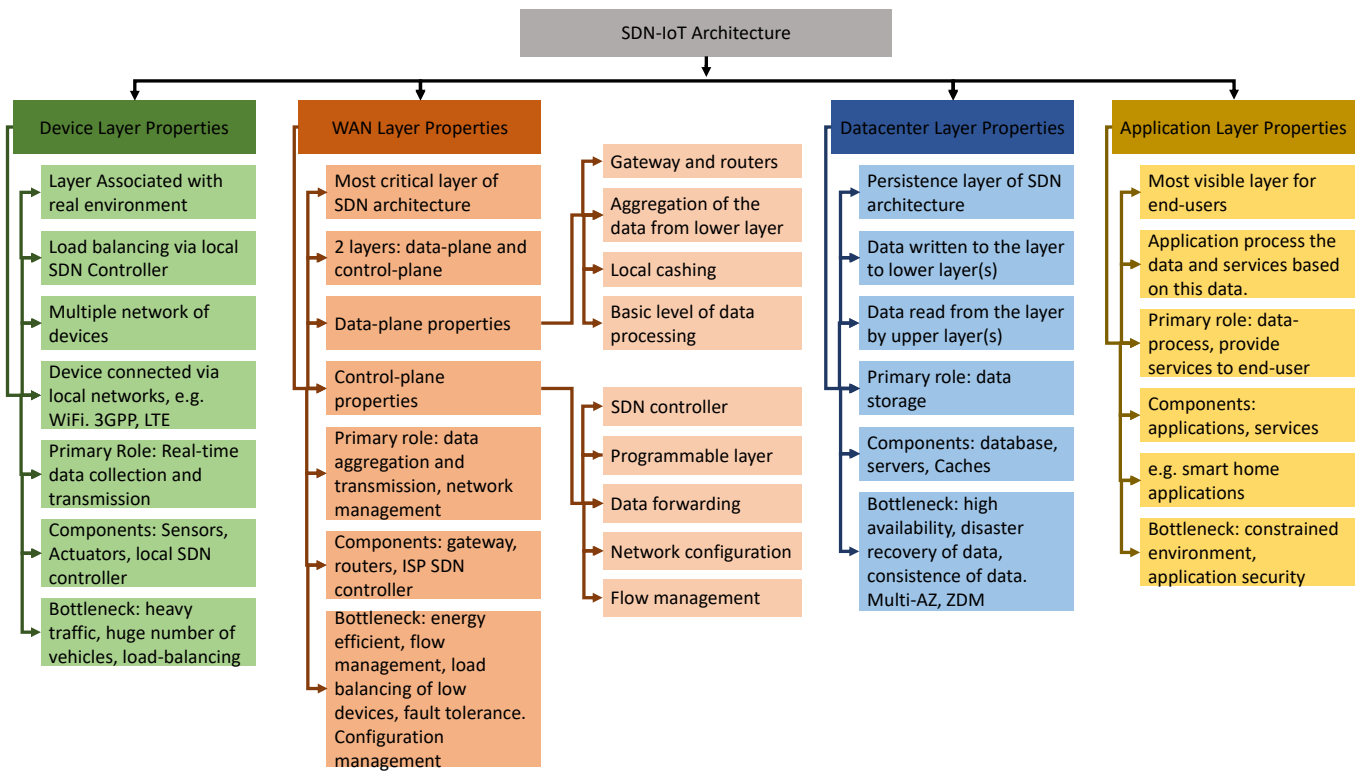 SDN-IoT Architecture
Device Layer Properties
Layer Associated with
real environment
Load balancing via local
SDN Controller
Multiple network of
devices
Device connected via
local networks, e.g.
WiFi. 3GPP, LTE
Primary Role: Real-time
data collection and
transmission
Components: Sensors,
Actuators, local SDN
controller
Bottleneck: heavy
traffic, huge number of
vehicles, load-balancing
WAN Layer Properties
Most critical layer of
SDN architecture
2 layers: data-plane and
control-plane
Data-plane properties
Control-plane
properties
Primary role: data
aggregation and
transmission, network
management
Components: gateway,
routers, ISP SDN
controller
Bottleneck: energy
efficient, flow
management, load
balancing of low
devices, fault tolerance.
Configuration
management
Gateway and routers
Aggregation of the
data from lower layer
Local cashing
Basic level of data
processing
SDN controller
Programmable layer
Data forwarding
Network configuration
Flow management
Datacenter Layer Properties
Persistence layer of SDN
architecture
Data written to the layer
to lower layer(s)
Data read from the layer
by upper layer(s)
Primary role: data
storage
Components: database,
servers, Caches
Bottleneck: high
availability, disaster
recovery of data,
consistence of data.
Multi-AZ, ZDM
Application Layer Properties
Most visible layer for
end-users
Application process the
data and services based
on this data.
Primary role: data-
process, provide
services to end-user
Components:
applications, services
e.g. smart home
applications
Bottleneck: constrained
environment,
application security